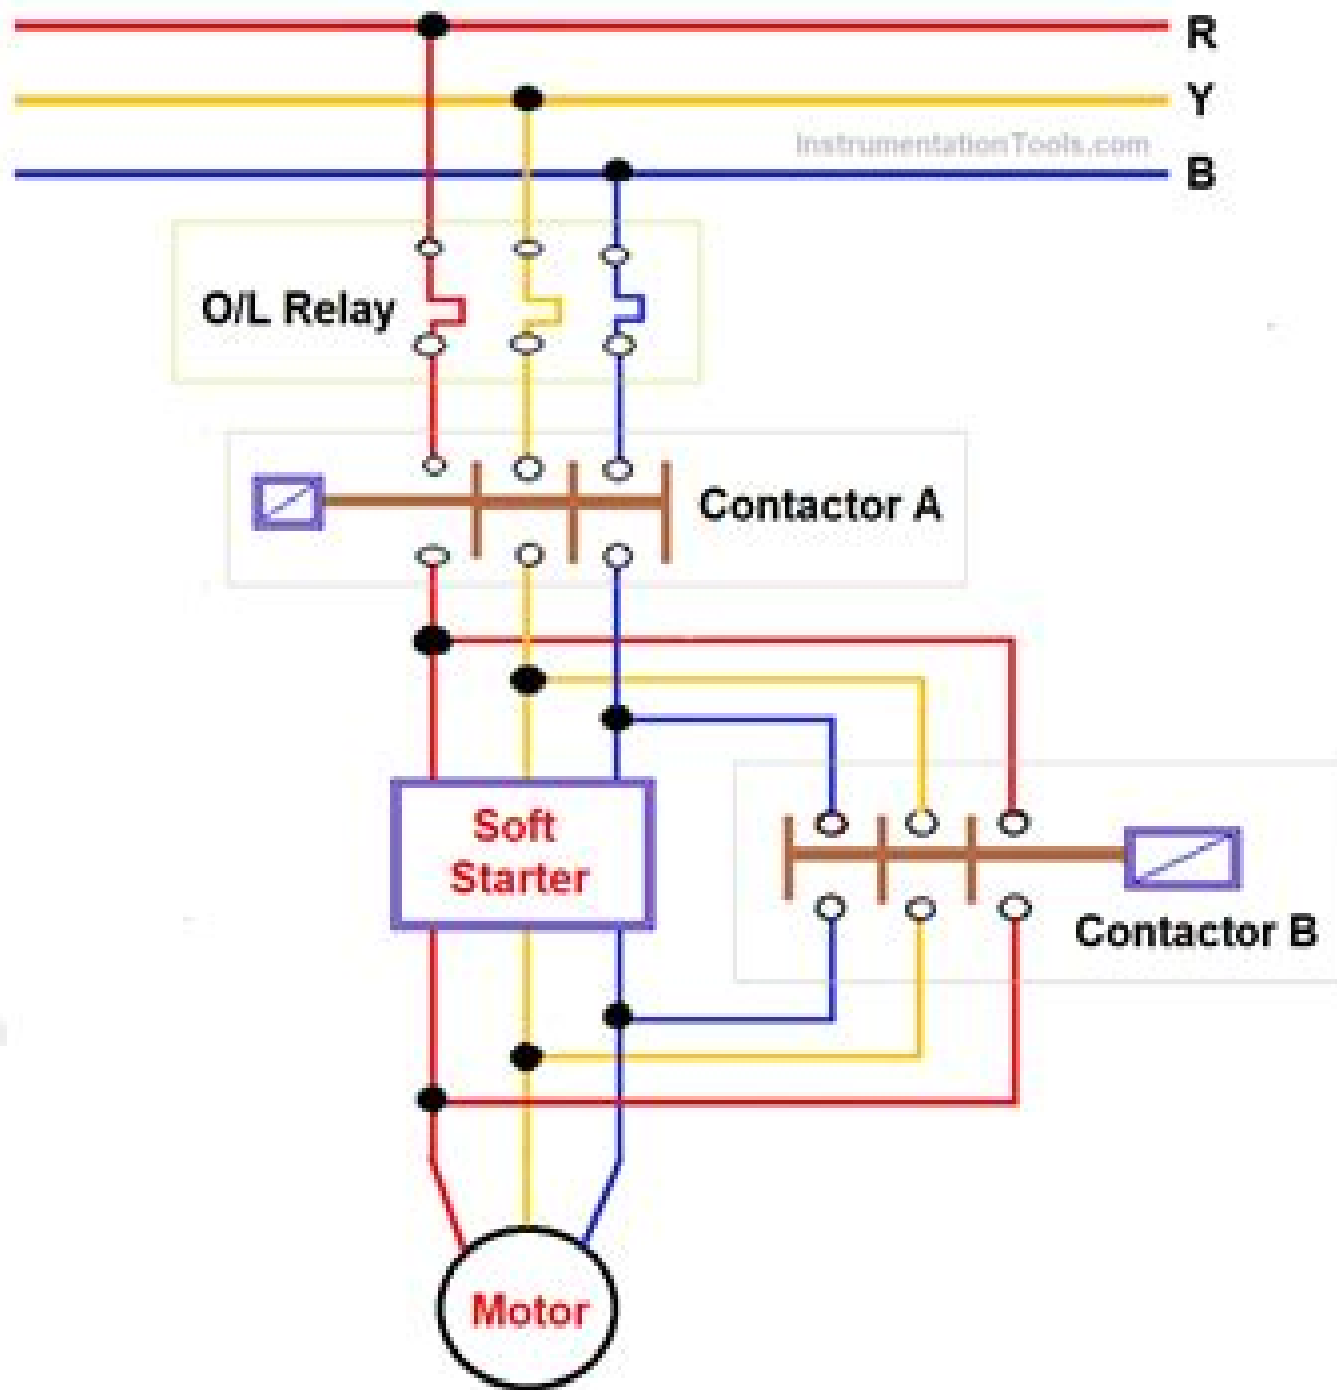 R
Y
InstrumentationTools.com
B
O/L Relay
Contactor A
Soft
Starter
Contactor B
Motor